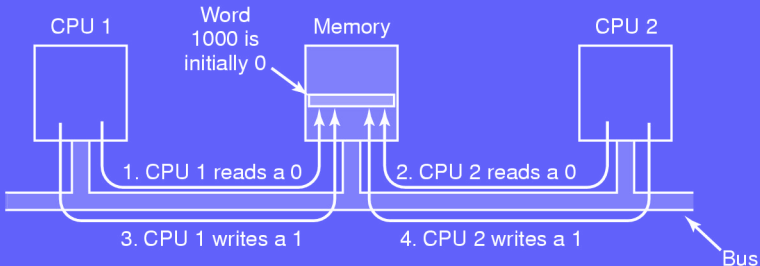 Word
1000 is
initially 0
CPU 1
Memory
CPU 2
1. CPU 1 reads a 0
2. CPU 2 reads a 0
3. CPU 1 writes a 1
4. CPU 2 writes a 1
Bus